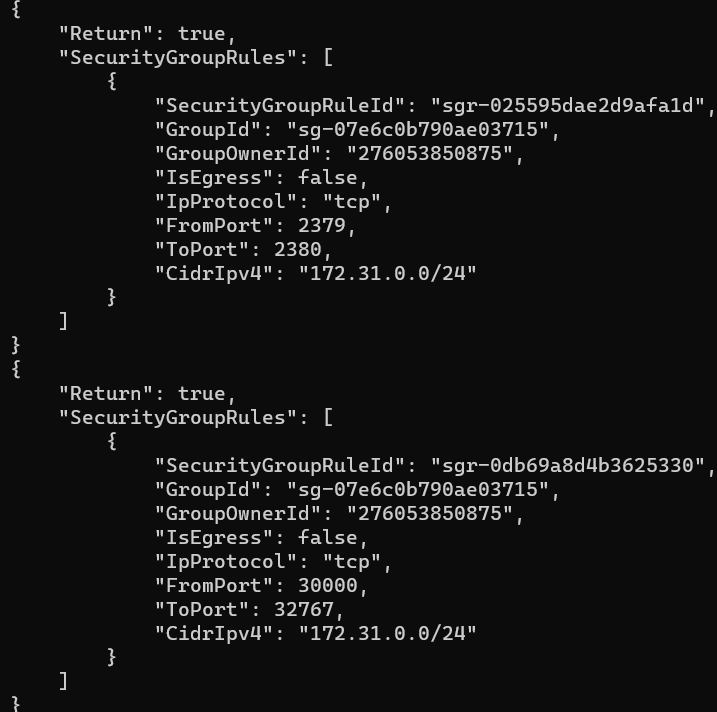 {
    "Return": true,
    "SecurityGroupRules": [
        {
            "SecurityGroupRuleId": "sgr-025595dae2d9afa1d",
            "GroupId": "sg-07e6c0b790ae03715",
            "GroupOwnerId": "276053850875",
            "IsEgress": false,
            "IpProtocol": "tcp",
            "FromPort": 2379,
            "ToPort": 2380,
            "CidrIpv4": "172.31.0.0/24"
        }
    ]
}
{
    "Return": true,
    "SecurityGroupRules": [
        {
            "SecurityGroupRuleId": "sgr-0db69a8d4b3625330",
            "GroupId": "sg-07e6c0b790ae03715",
            "GroupOwnerId": "276053850875",
            "IsEgress": false,
            "IpProtocol": "tcp",
            "FromPort": 30000,
            "ToPort": 32767,
            "CidrIpv4": "172.31.0.0/24"
        }
    ]
}